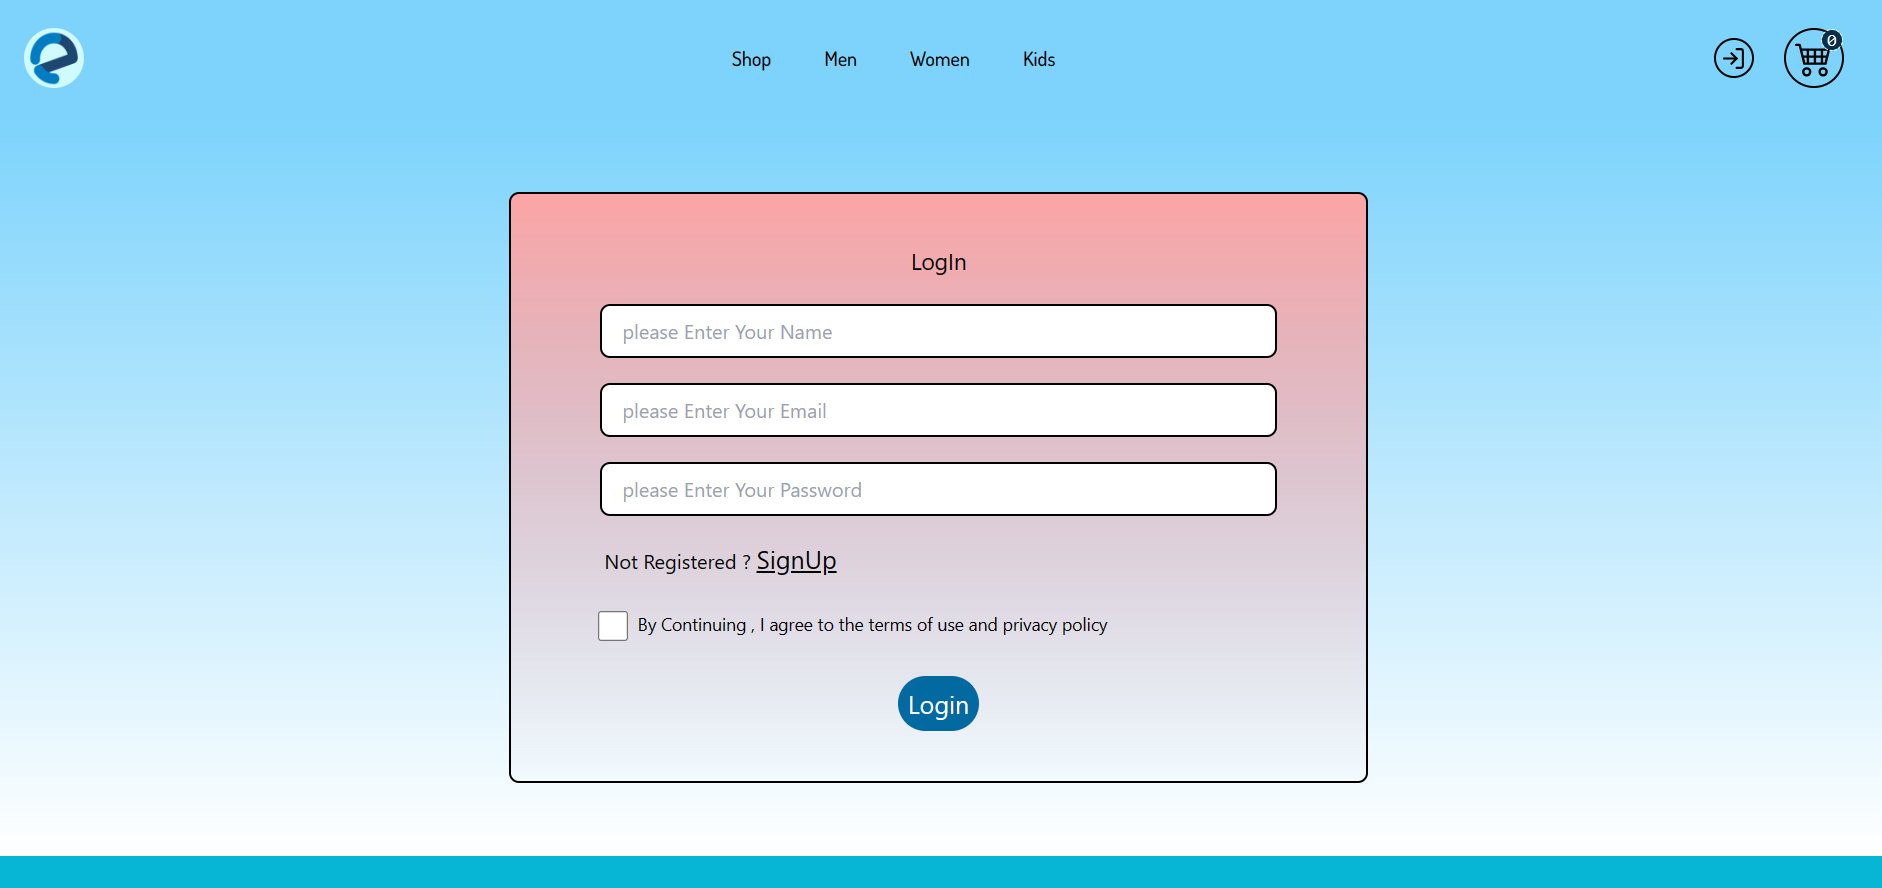 Shop Men Women Kids
0
LogIn
please Enter Your Name
please Enter Your Email
please Enter Your Password
Not Registered ? SignUp
By Continuing , I agree to the terms of use and privacy policy
Login